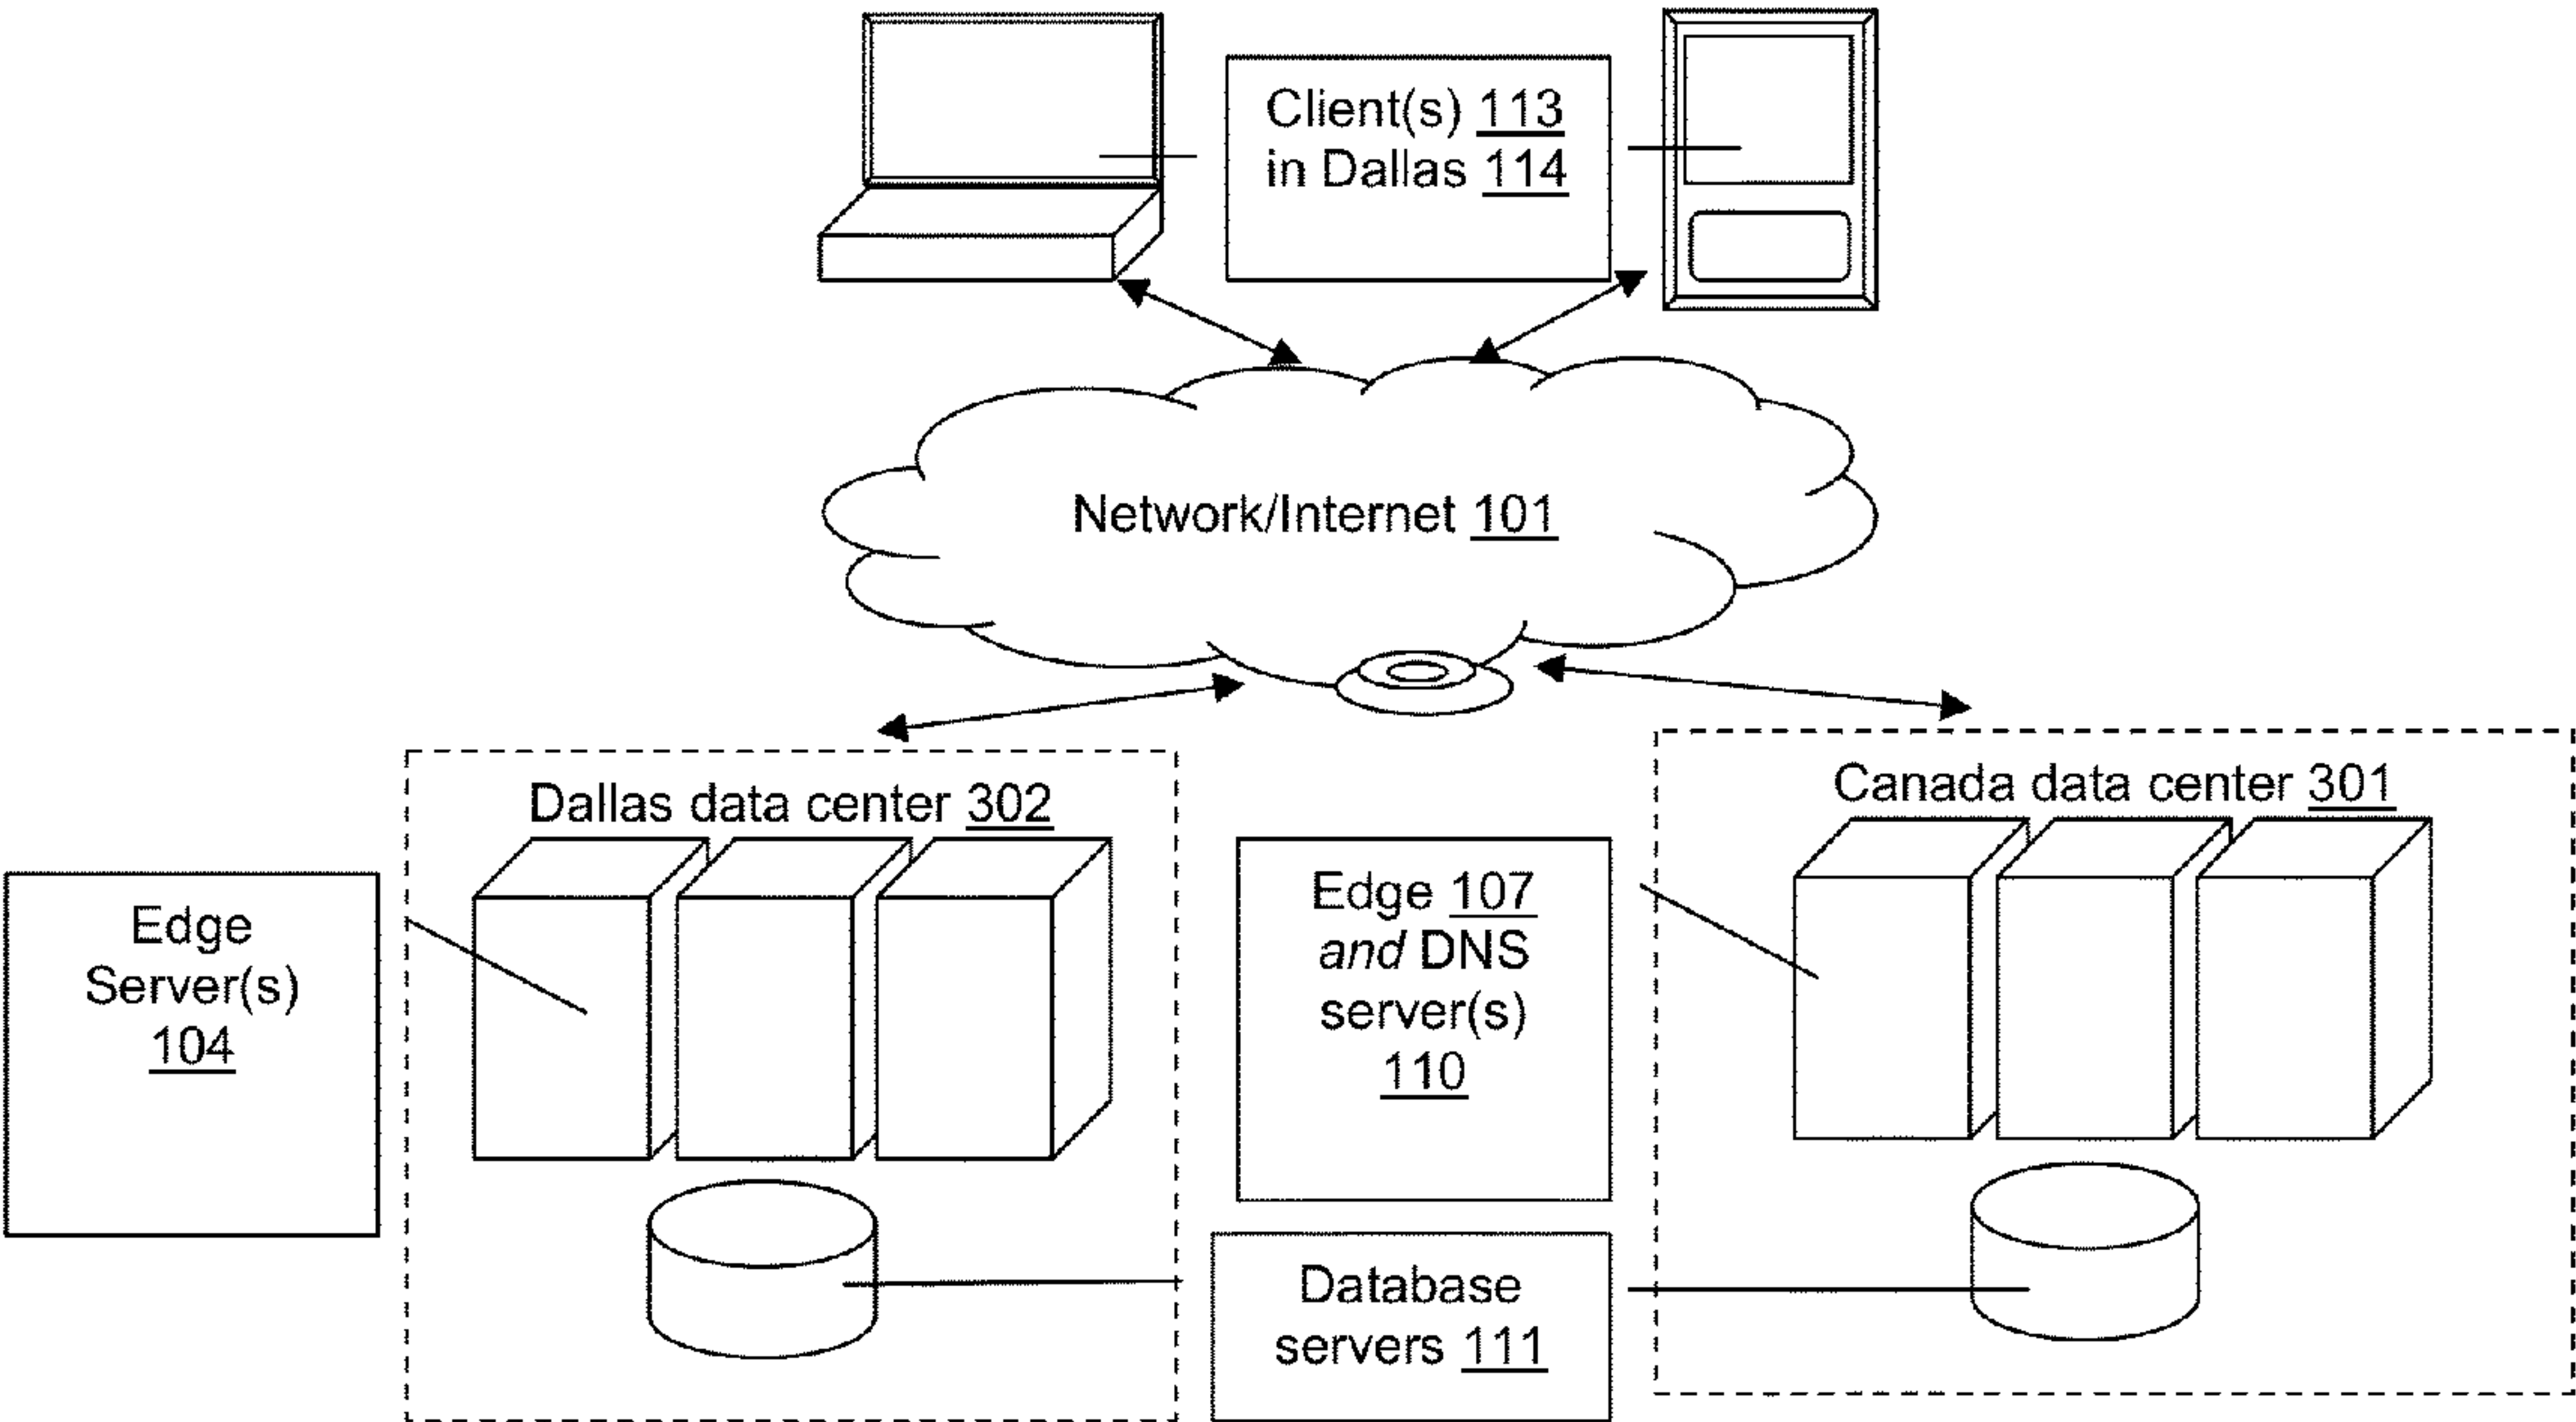 Client(s) 113
in Dallas 114
Network/Internet 101
Dallas data center 302
Canada data center 301
Edge
Server(s)
104
Edge 107
and DNS
server(s)
110
Database
servers 111